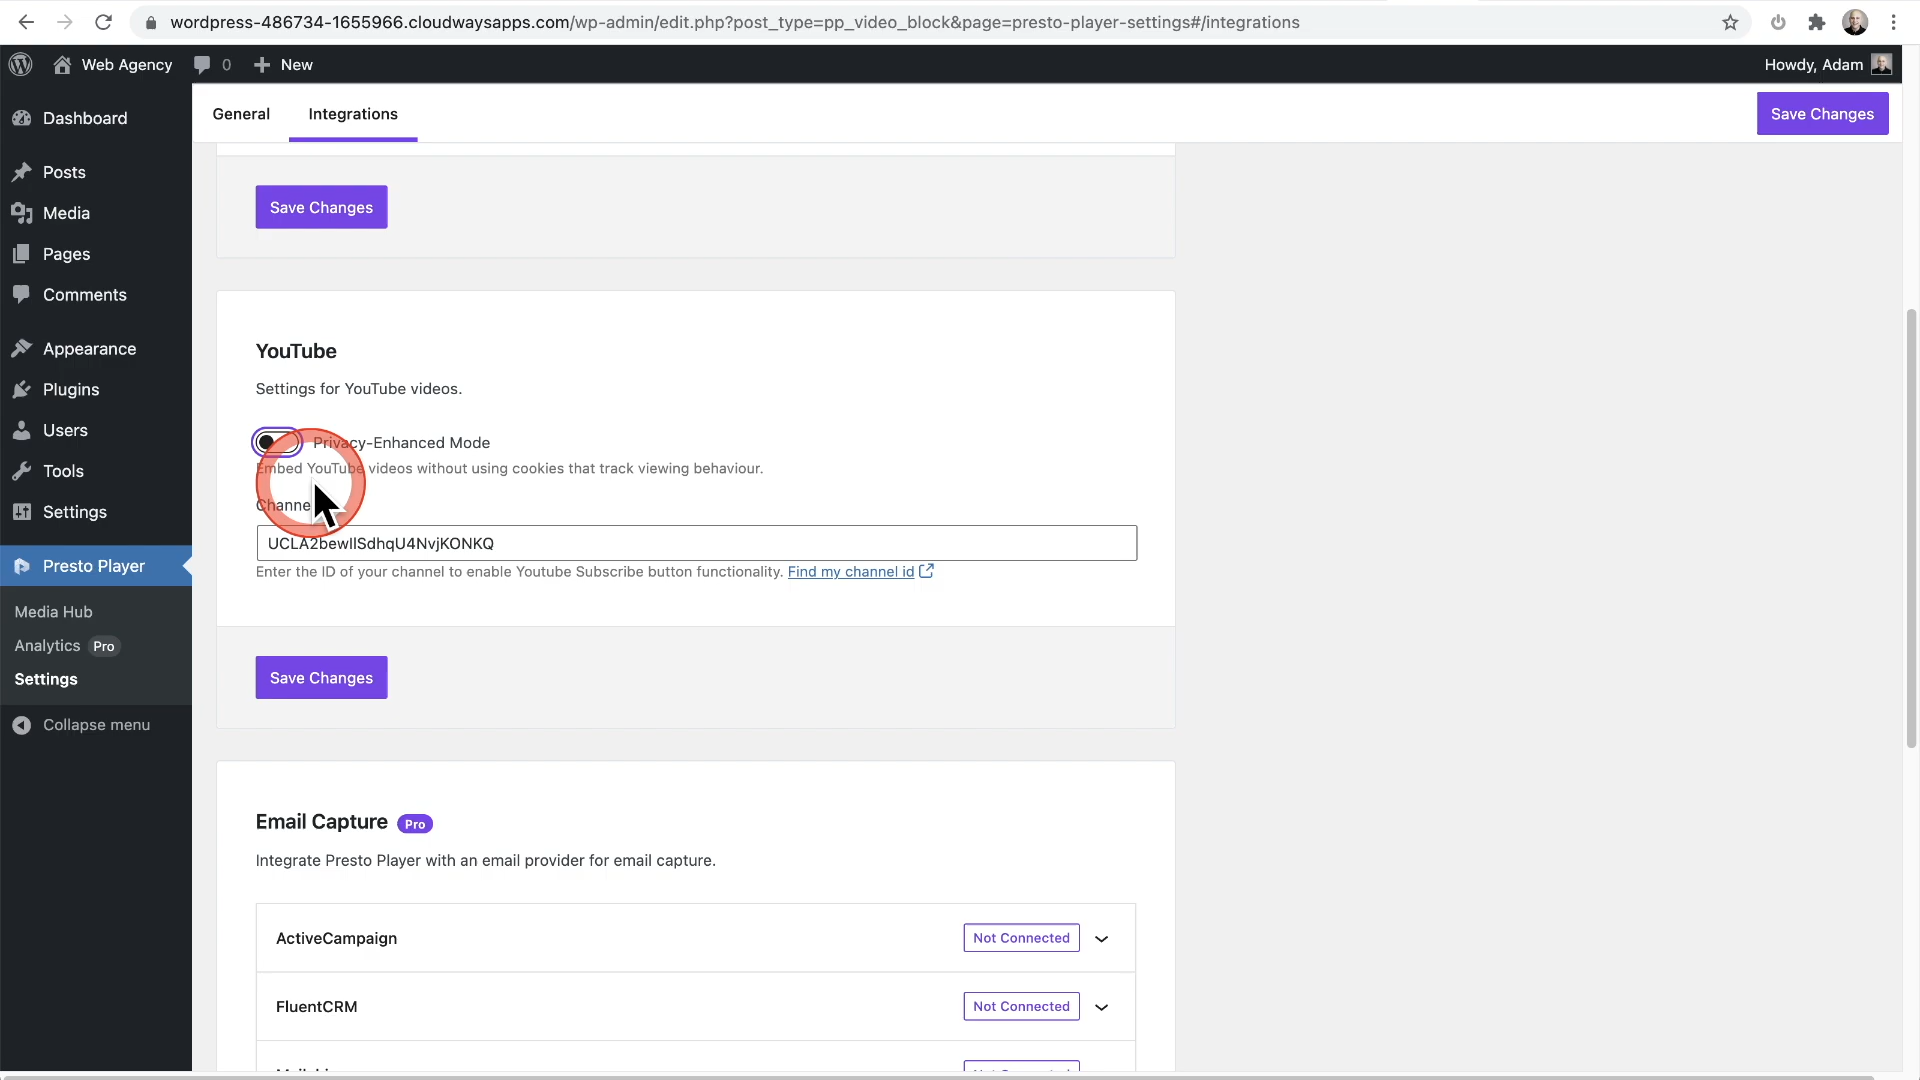 wordpress-486734-1655966.cloudwaysapps.com/wp-admin/edit.php?post_type=pp_video_block&page=presto-player-settings#/integrations
Web Agency
0
New
Howdy, Adam
Dashboard
Posts
Media
Pages
Comments
Appearance
Plugins
Users
Tools
Settings
Presto Player
Media Hub
Analytics Pro
Settings
Collapse menu
General
Integrations
Save Changes
Save Changes
YouTube
Settings for YouTube videos.
Privacy-Enhanced Mode
Embed YouTube videos without using cookies that track viewing behaviour.
UCLA2bewIlSdhqU4NvjKONKQ
Enter the ID of your channel to enable Youtube Subscribe button functionality. Find my channel id
Save Changes
Email Capture Pro
Integrate Presto Player with an email provider for email capture.
ActiveCampaign
Not Connected
FluentCRM
Not Connected